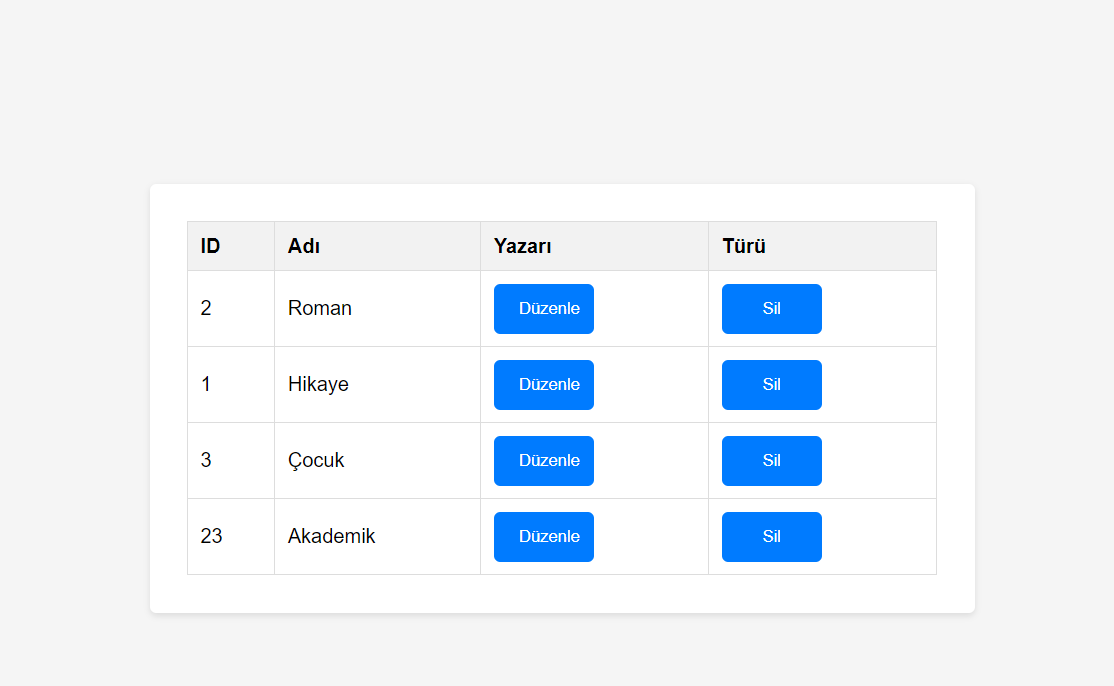 ID Adı Yazarı Türü
2 Roman Düzenle Sil
1 Hikaye Düzenle Sil
3 Çocuk Düzenle Sil
23 Akademik Düzenle Sil